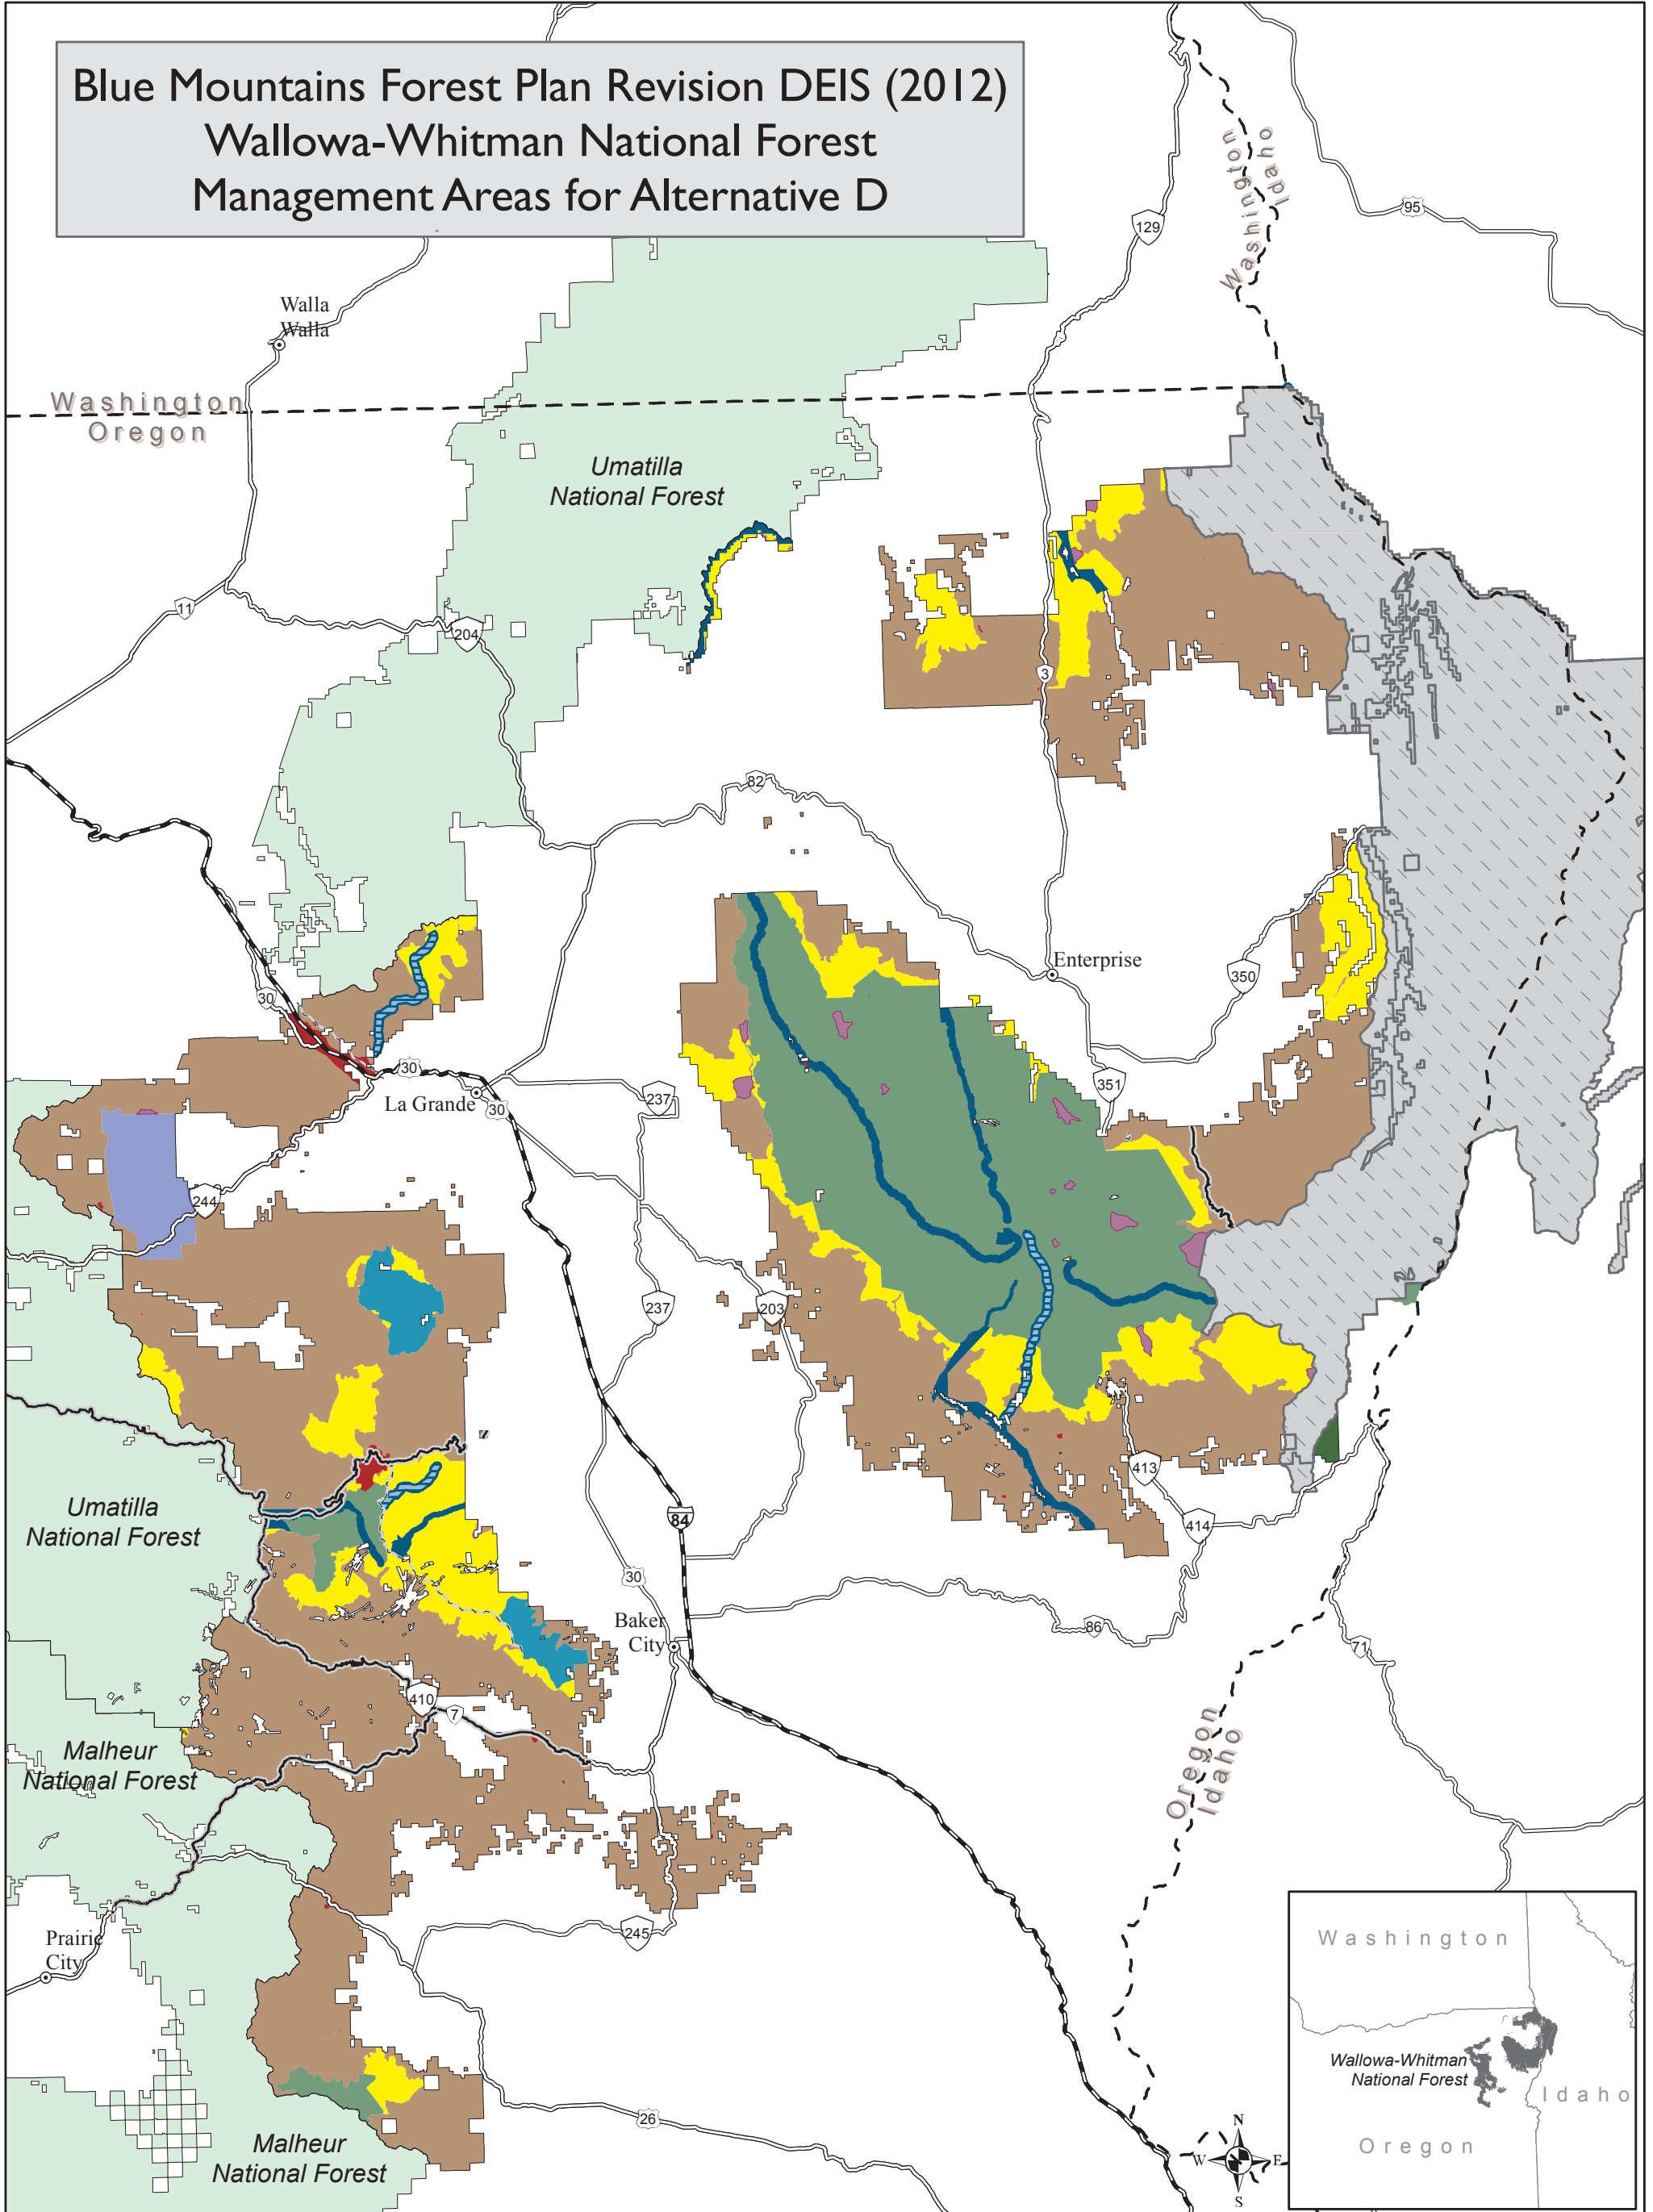 Blue Mountains Forest Plan Revision DEIS (2012)
Wallowa-Whitman National Forest
Management Areas for Alternative D
Washington
Idaho
95
129
Walla
Walla
Washington
Oregon
Umatilla
National Forest
11
204
3
82
Enterprise
350
30
30
La Grande
30
237
351
244
237
203
413
414
Umatilla
National Forest
84
30
Baker
City
86
71
410
7
Malheur
National Forest
Oregon
Idaho
245
Prairie
City
26
Malheur
National Forest
N
W
E
S
Washington
Wallowa-Whitman
National Forest
Idaho
Oregon